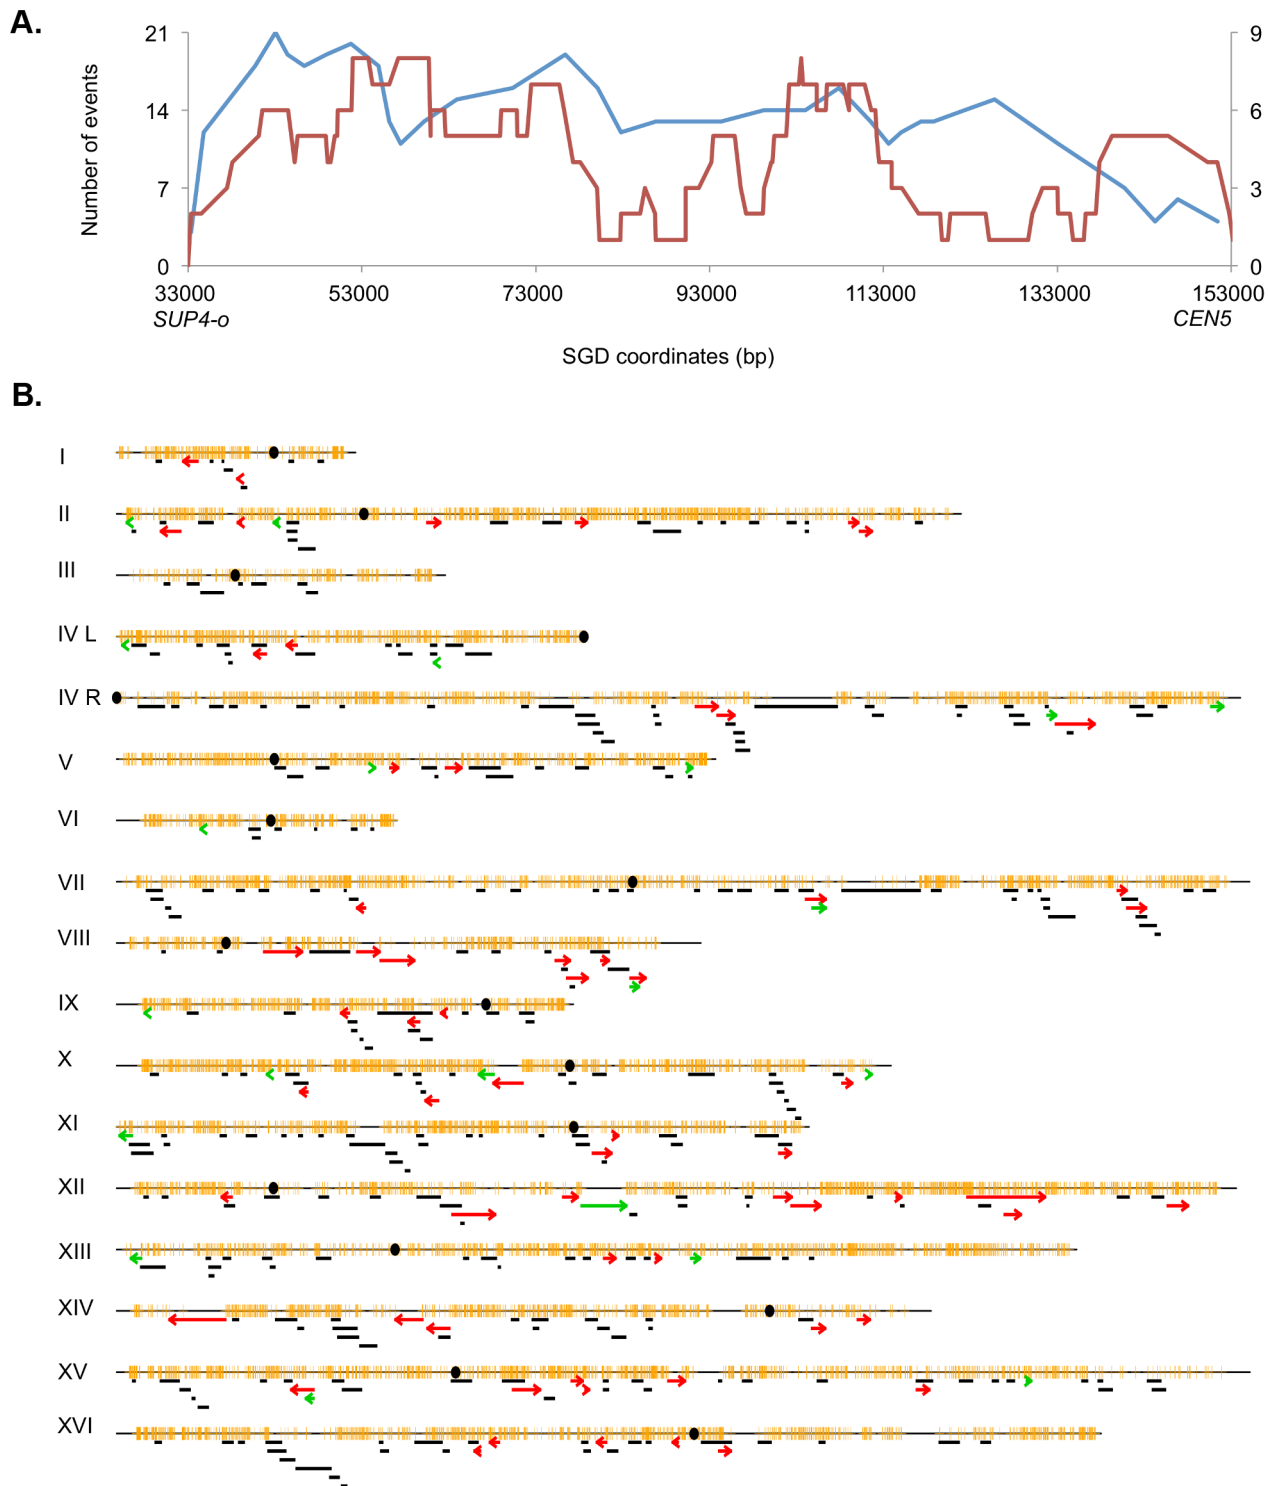 A.
21 9
14 6
7 3
0 0
Number of events
33000 53000 73000 93000 113000 133000 153000
SUP4-o CEN5
SGD coordinates (bp)
B.
I
II
III
IV L
IV R
V
VI
VII
VIII
IX
X
XI
XII
XIII
XIV
XV
XVI